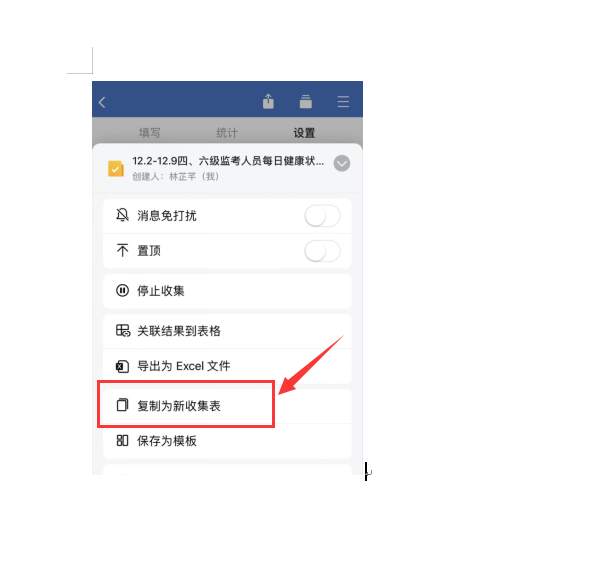 填写 统计 设置
12.2-12.9四、六级监考人员每日健康状...
创建人：林芷芊（我）
消息免打扰
置顶
停止收集
关联结果到表格
导出为 Excel 文件
复制为新收集表
保存为模板